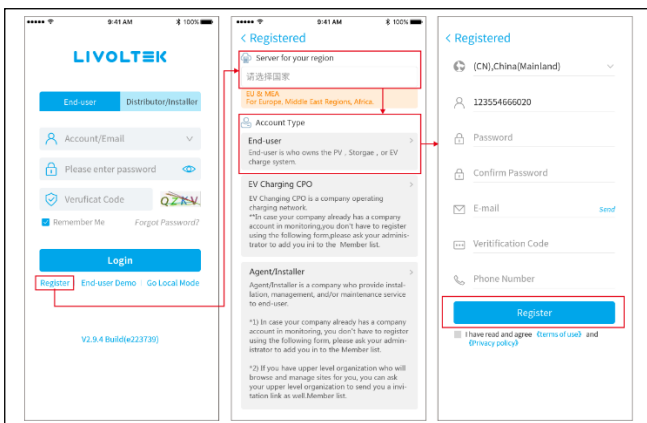 9:41 AM
100%
LIVOLTEK
End-user
Distributor/Installer
Account/Email
Please enter password
Veruficat Code
QZKV
Remember Me
Forgot Password?
Login
Register
End-user Demo
Go Local Mode
V2.9.4 Build(e223739)
9:41 AM
100%
< Registered
Server for your region
请选择国家
EU & MEA
For Europe, Middle East Regions, Africa.
Account Type
End-user
End-user is who owns the PV , Storgae , or EV
charge system.
EV Charging CPO
EV Charging CPO is a company operating
charging network.
**In case your company already has a company
account in monitoring,you don't have to register
using the following form,please ask your adminis-
trator to add you ini to the Member list.
Agent/Installer
Agent/Installer is a company who provide instal-
lation, management, and/or maintenance service
to end-user.
*1) In case your company already has a company
account in monitoring, you don't have to register
using the following form, please ask your admin-
istrator to add you in to the Member list.
*2) If you have upper level organization who will
browse and manage sites for you, you can ask
your upper level organization to send you a invi-
tation link as well.Member list.
< Registered
(CN),China(Mainland)
123554666020
Password
Confirm Password
E-mail
Send
Veritification Code
Phone Number
Register
I have read and agree 《terms of use》 and
《Privacy policy》